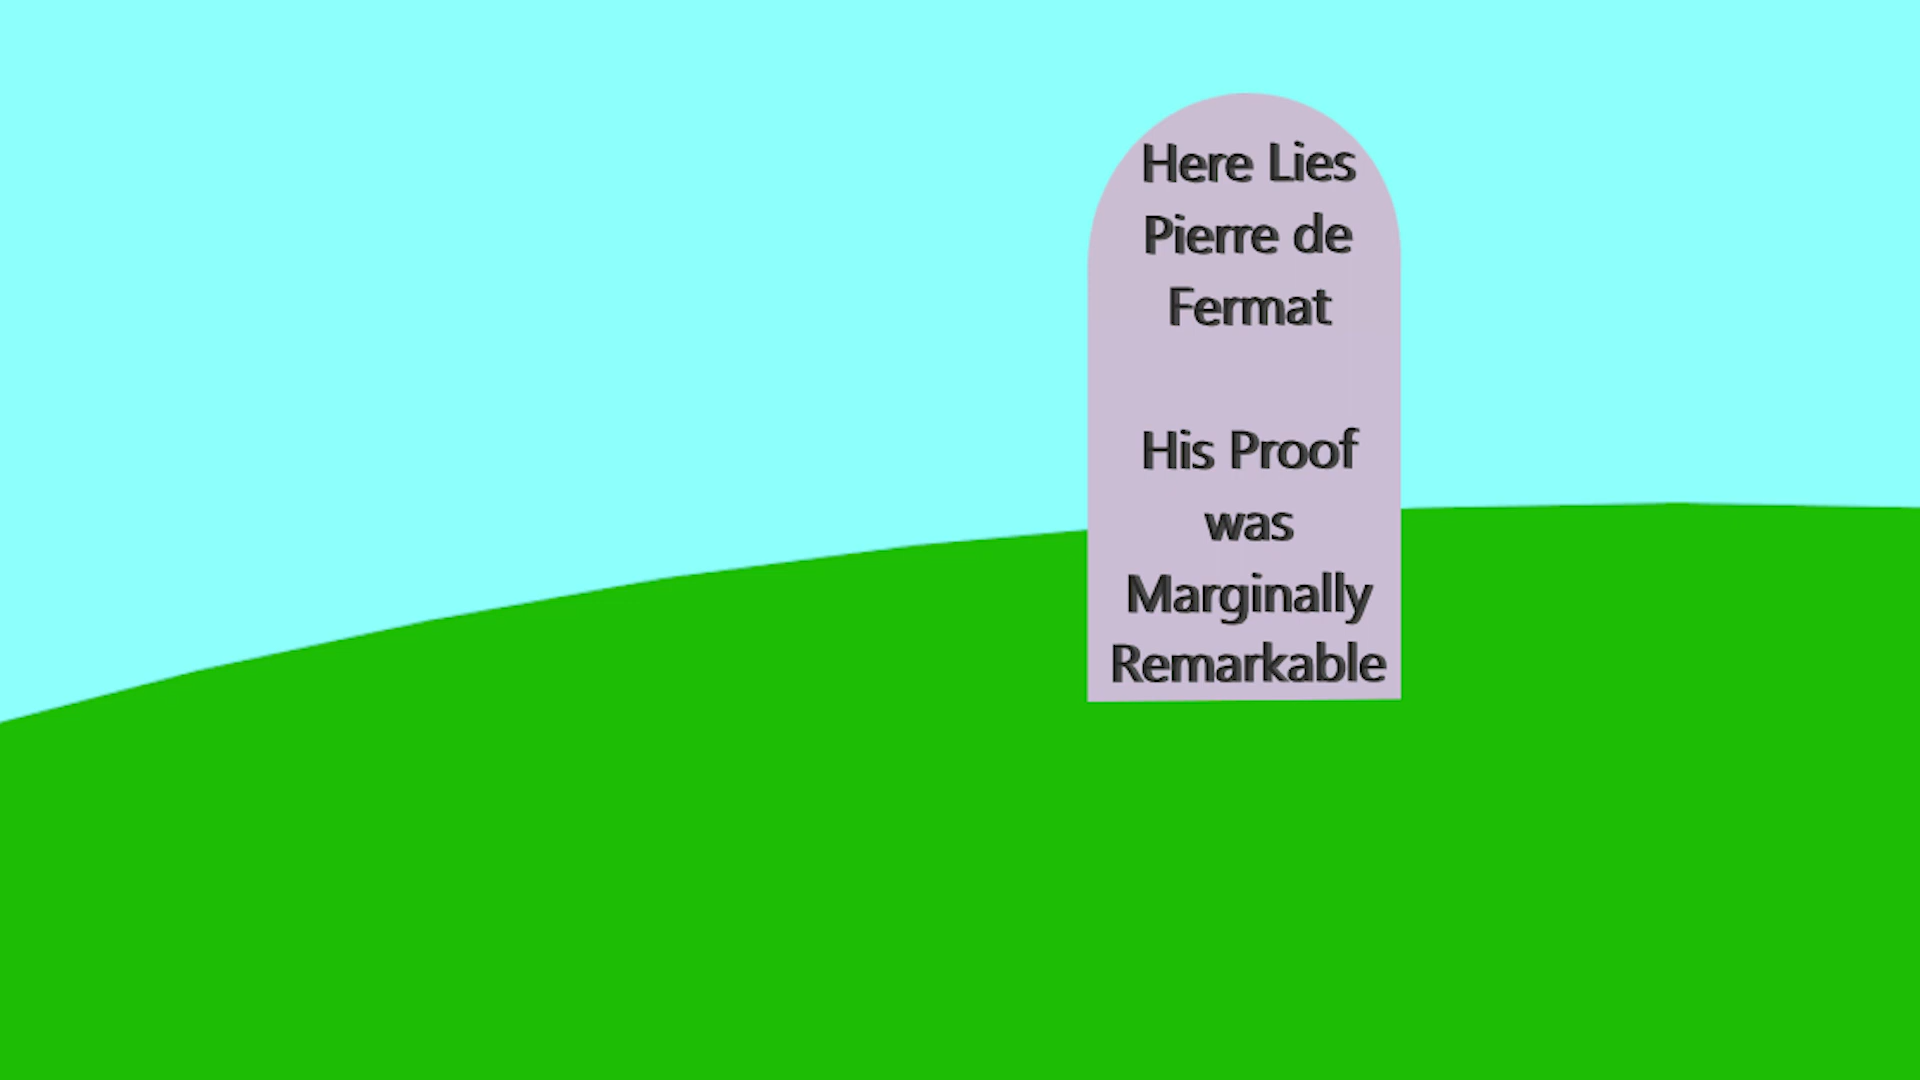 Here Lies
Pierre de
Fermat
His Proof
was
Marginally
Remarkable